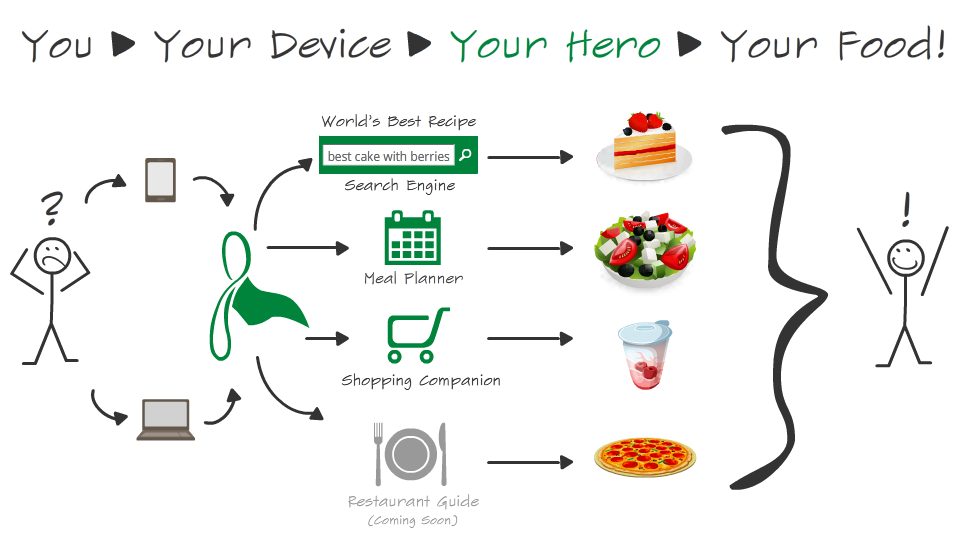 You ▶ Your Device ▶ Your Hero ▶ Your Food!
World's Best Recipe
best cake with berries
Search Engine
?
!
Meal Planner
Shopping Companion
Restaurant Guide
(Coming Soon)